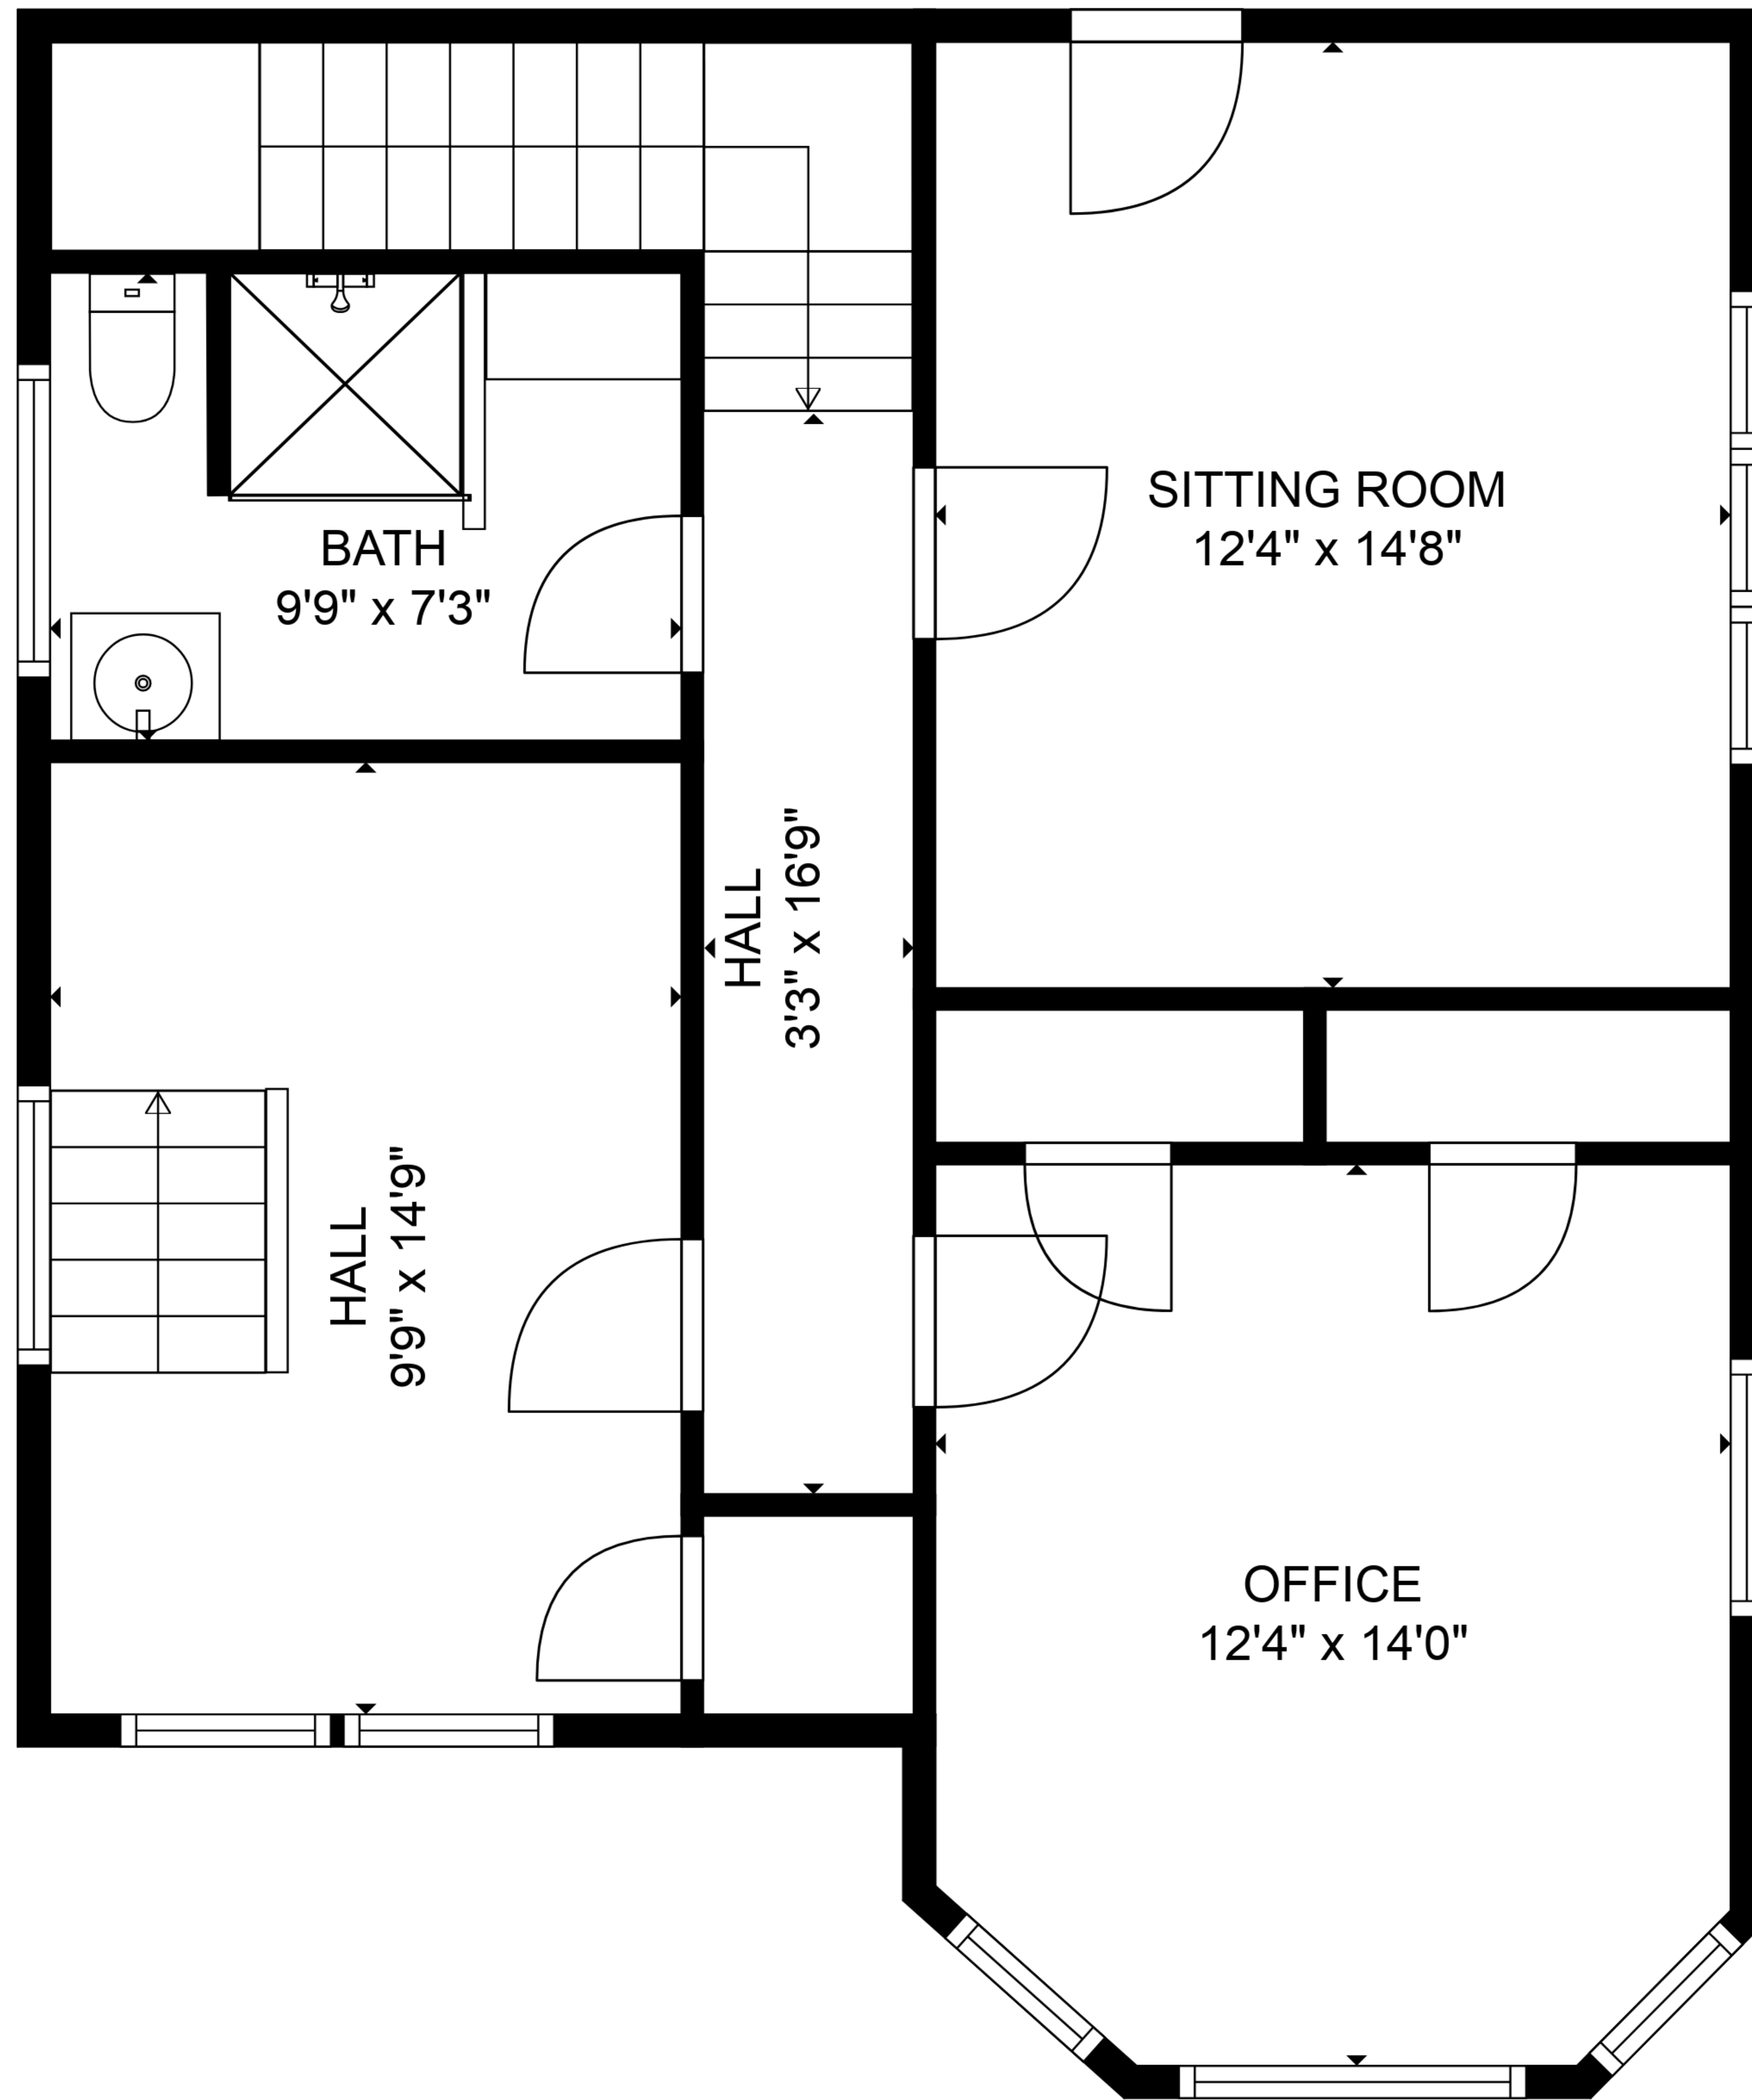 SITTING ROOM
12'4" x 14'8"
BATH
9'9" x 7'3"
HALL
3'3" x 16'9"
HALL
9'9" x 14'9"
OFFICE
12'4" x 14'0"